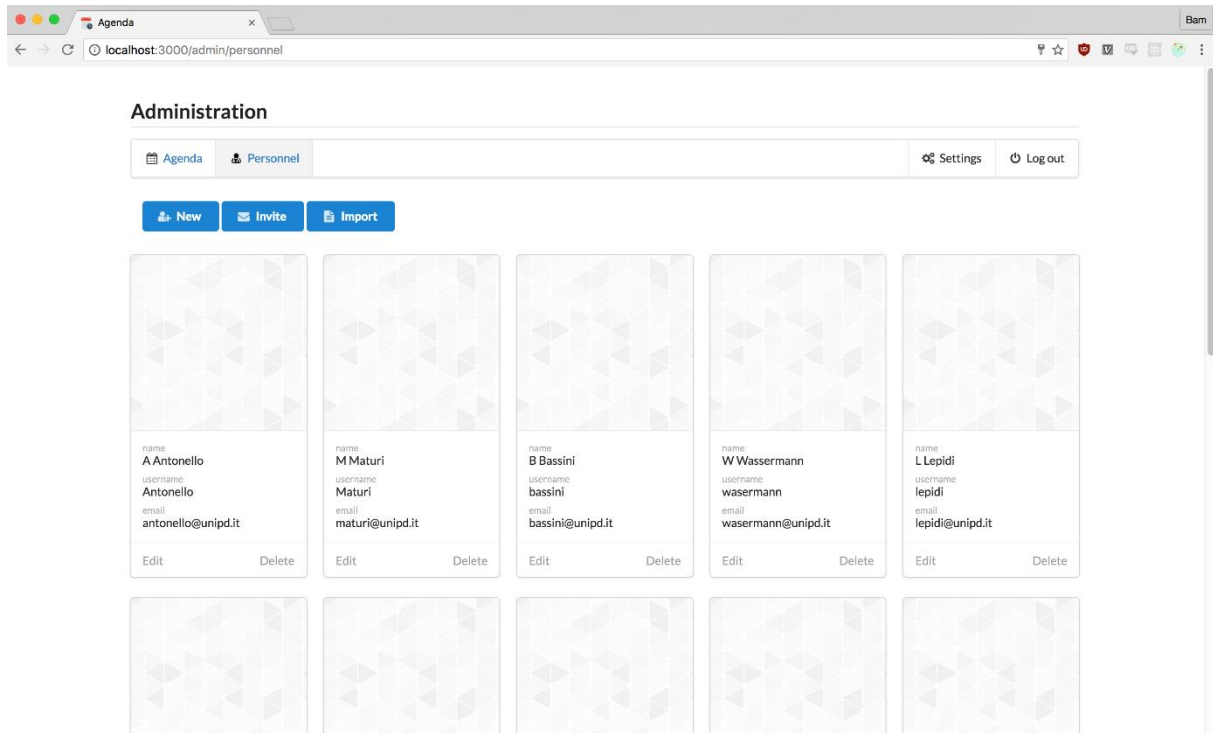 Agenda
Bam
localhost:3000/admin/personnel
Administration
Agenda Personnel Settings Log out
New Invite Import
name name name name name
A Antonello M Maturi B Bassini W Wassermann L Lepidi
username username username username username
Antonello Maturi bassini wasermann lepidi
email email email email email
antonello@unipd.it maturi@unipd.it bassini@unipd.it wasermann@unipd.it lepidi@unipd.it
Edit Delete Edit Delete Edit Delete Edit Delete Edit Delete